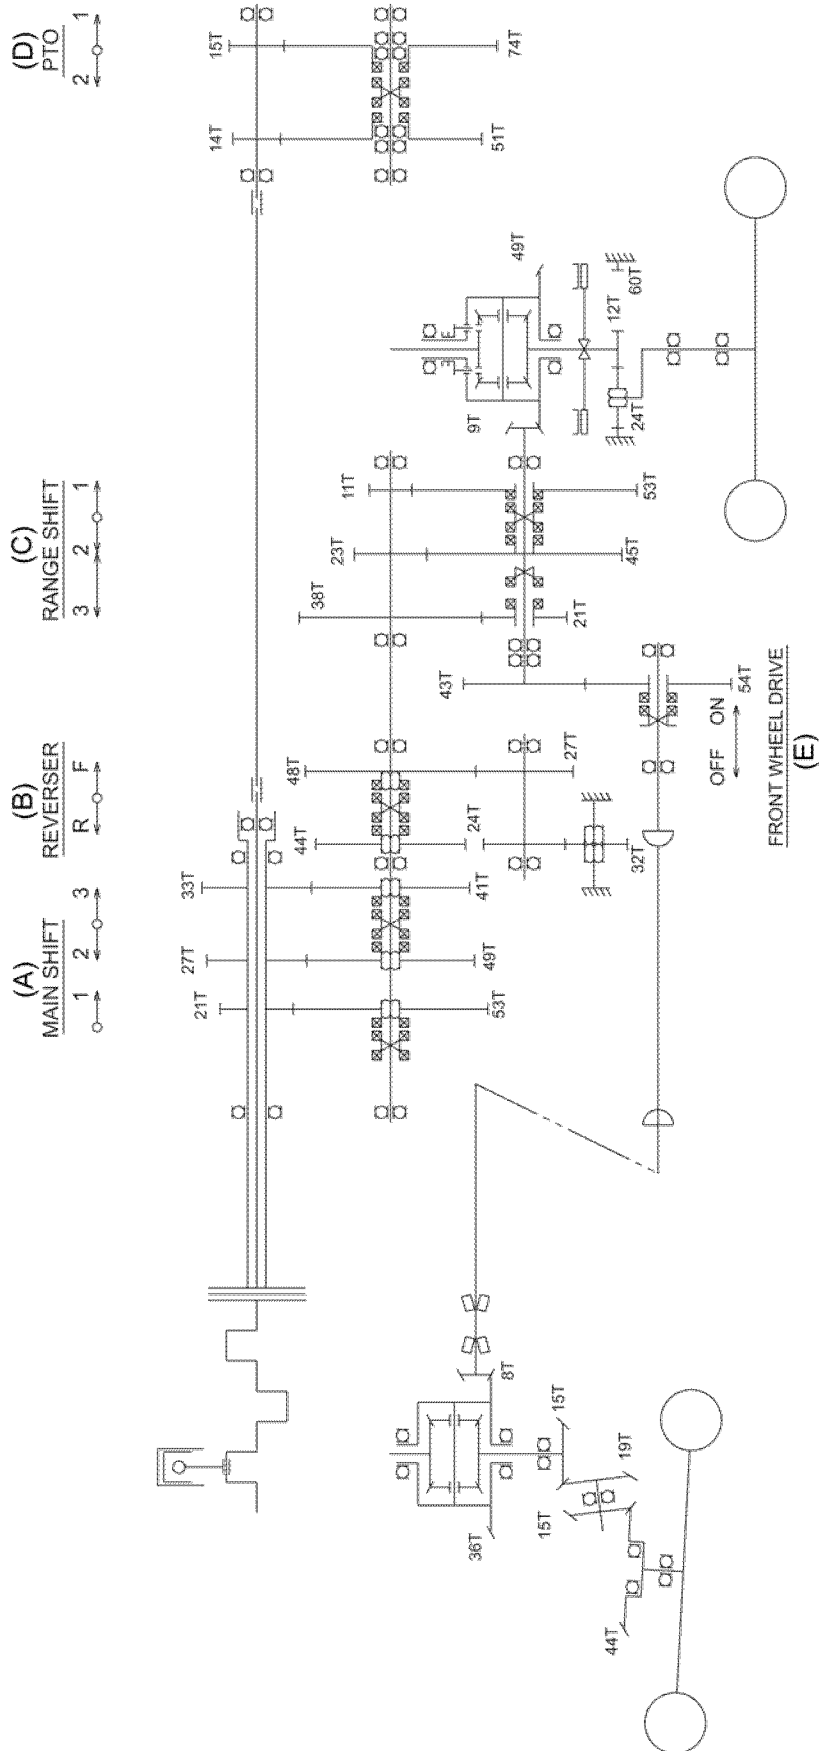 (A)
MAIN SHIFT
1 2 3
(B)
REVERSER
R F
(C)
RANGE SHIFT
3 2 1
(D)
PTO
2 1
21T
27T
33T
14T
15T
53T
49T
41T
44T
48T
38T
23T
11T
51T
74T
24T
27T
32T
43T
21T
45T
53T
9T
49T
54T
OFF ON
FRONT WHEEL DRIVE
(E)
24T
12T
60T
36T
8T
15T
15T
19T
44T